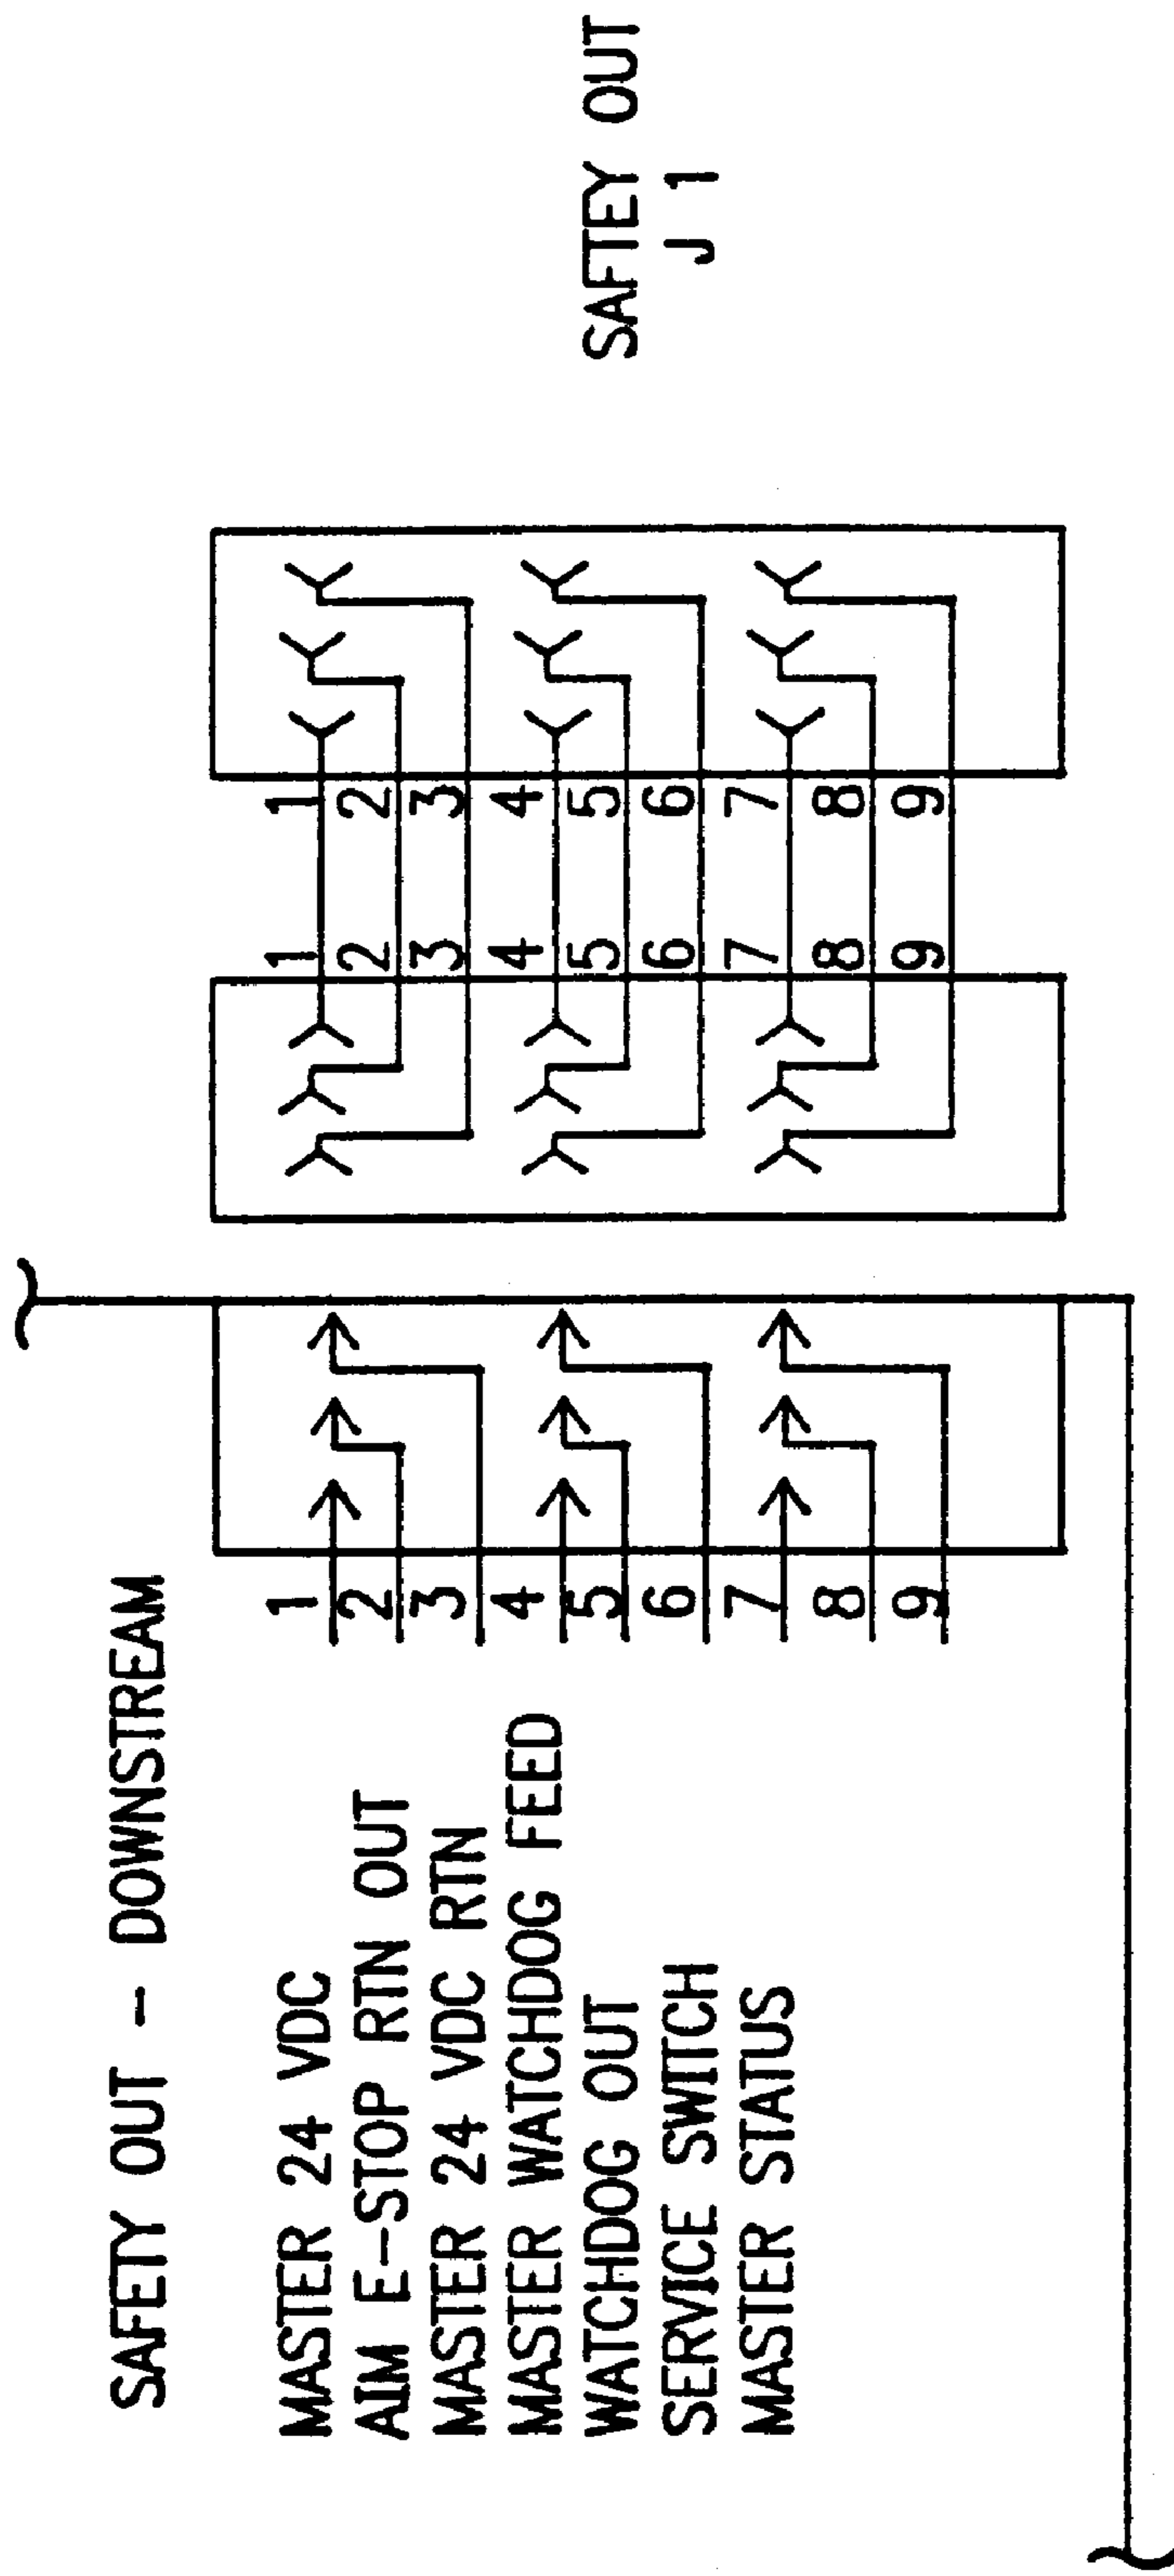 SAFETY OUT - DOWNSTREAM
MASTER 24 VDC
AIM E-STOP RTN OUT
MASTER 24 VDC RTN
MASTER WATCHDOG FEED
WATCHDOG OUT
SERVICE SWITCH
MASTER STATUS
1
2
3
4
5
6
7
8
9
1
2
3
4
5
6
7
8
9
1
2
3
4
5
6
7
8
9
SAFTEY OUT
J 1